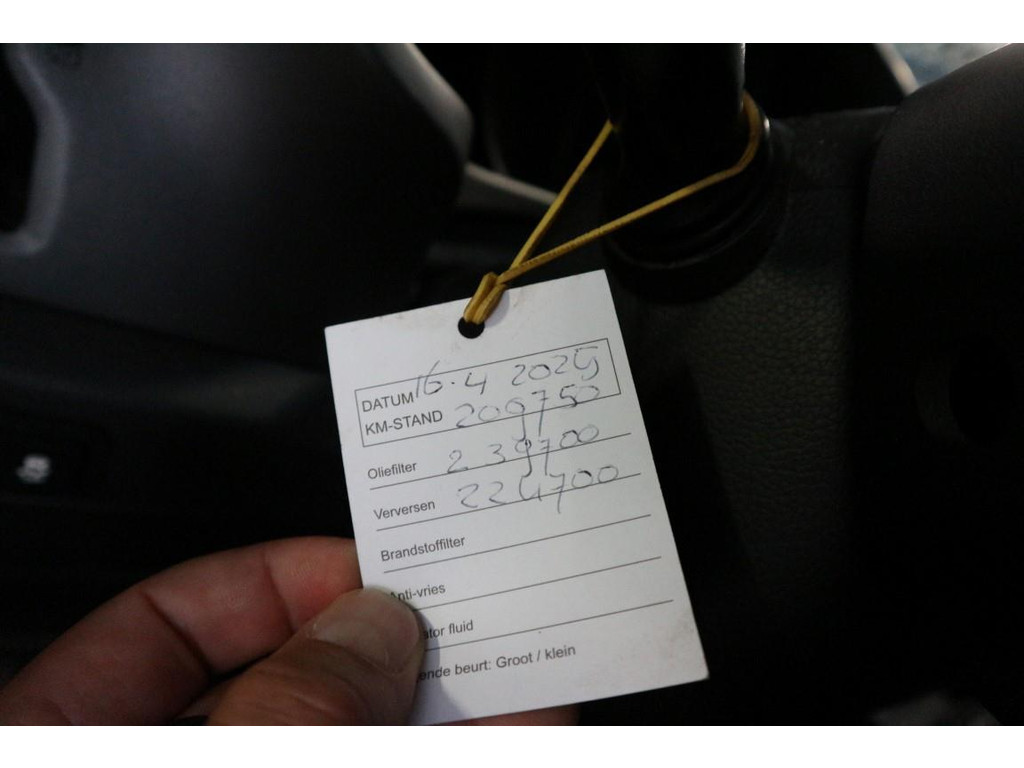 DATUM 16-4 2025
KM-STAND 209750
Oliefilter 239700
Verversen 224700
Brandstoffilter
Anti-vries
fluid
beurt: Groot / klein